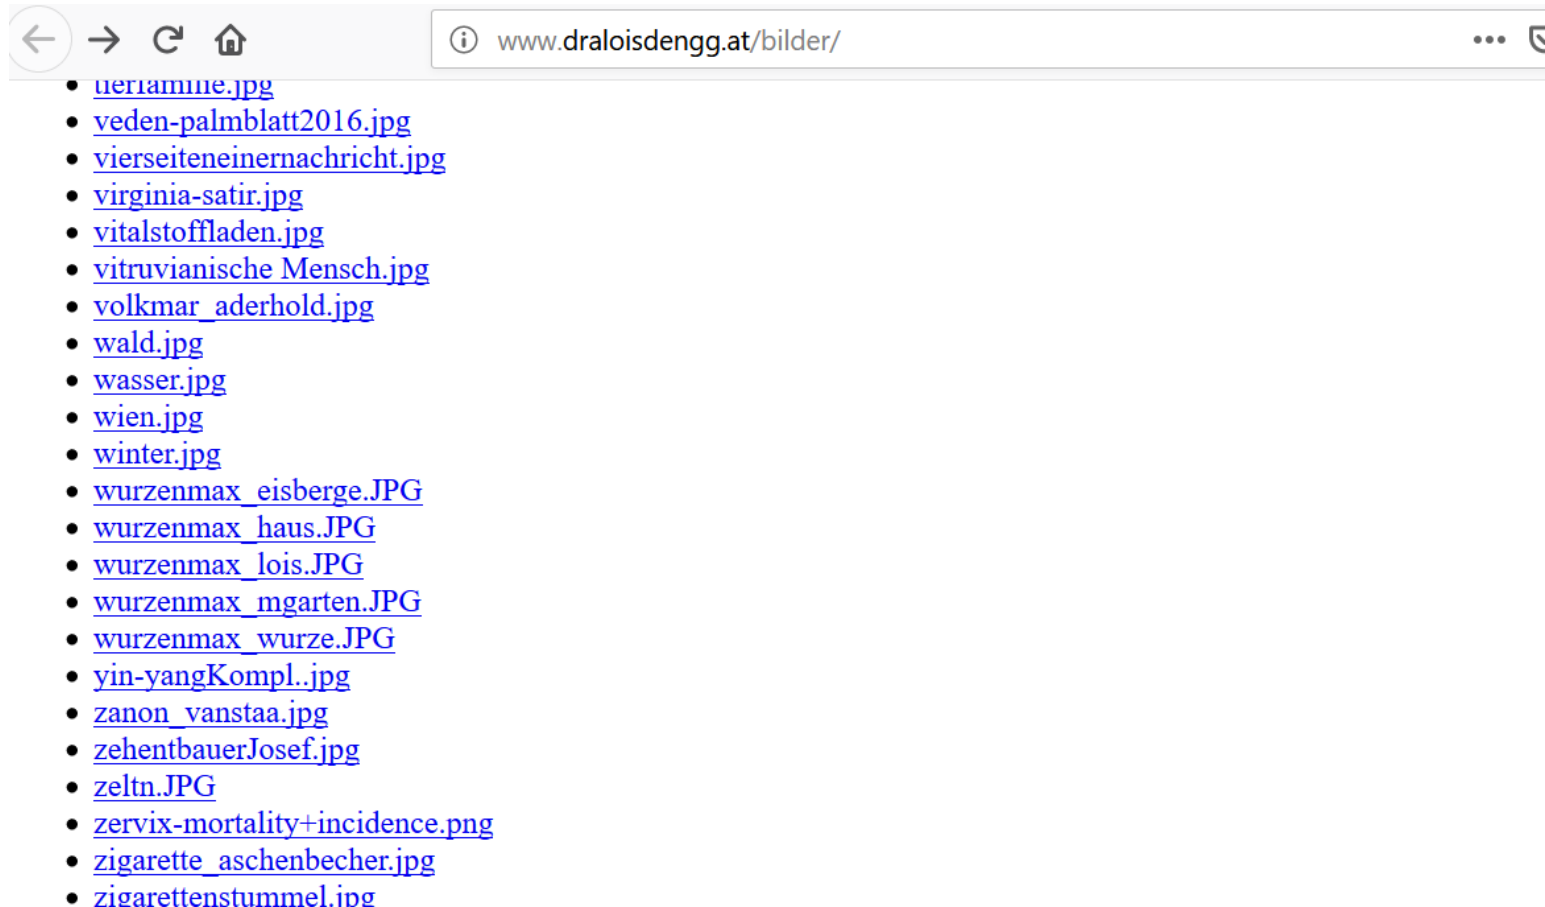 www.draloisdengg.at/bilder/
tierfamilie.jpg
veden-palmblatt2016.jpg
vierseiteneinernachricht.jpg
virginia-satir.jpg
vitalstoffladen.jpg
vitruvianische Mensch.jpg
volkmar_aderhold.jpg
wald.jpg
wasser.jpg
wien.jpg
winter.jpg
wurzenmax_eisberge.JPG
wurzenmax_haus.JPG
wurzenmax_lois.JPG
wurzenmax_mgarten.JPG
wurzenmax_wurze.JPG
yin-yangKompl..jpg
zanon_vanstaa.jpg
zehentbauerJosef.jpg
zeltn.JPG
zervix-mortality+incidence.png
zigarette_aschenbecher.jpg
zigarettenstummel.jpg